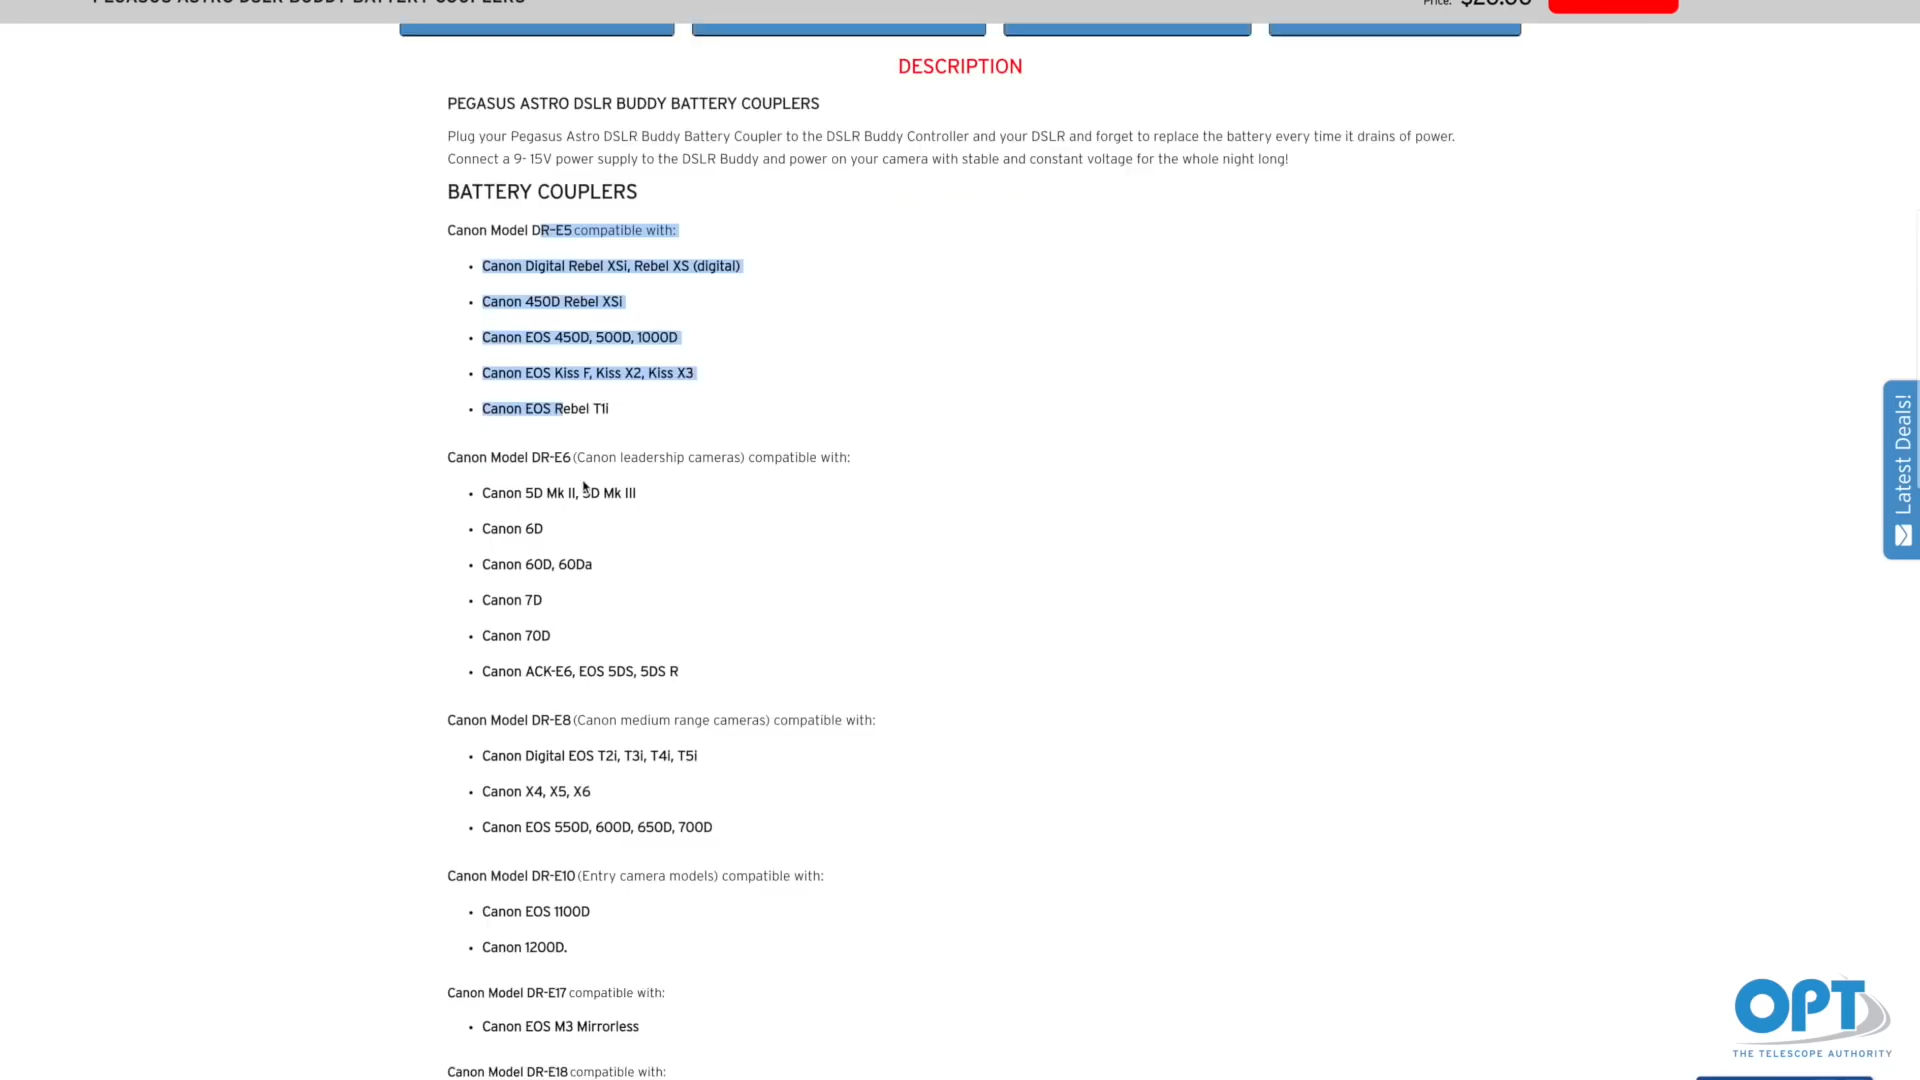 PEGASUS ASTRO DSLR BUDDY BATTERY COUPLERS
Price:
DESCRIPTION
PEGASUS ASTRO DSLR BUDDY BATTERY COUPLERS
Plug your Pegasus Astro DSLR Buddy Battery Coupler to the DSLR Buddy Controller and your DSLR and forget to replace the battery every time it drains of power.
Connect a 9- 15V power supply to the DSLR Buddy and power on your camera with stable and constant voltage for the whole night long!
BATTERY COUPLERS
Canon Model DR-E5 compatible with:
• Canon Digital Rebel XSi, Rebel XS (digital)
• Canon 450D Rebel XSi
• Canon EOS 450D, 500D, 1000D
• Canon EOS Kiss F, Kiss X2, Kiss X3
• Canon EOS Rebel T1i
Canon Model DR-E6 (Canon leadership cameras) compatible with:
• Canon 5D Mk II, 5D Mk III
• Canon 6D
• Canon 60D, 60Da
• Canon 7D
• Canon 70D
• Canon ACK-E6, EOS 5DS, 5DS R
Canon Model DR-E8 (Canon medium range cameras) compatible with:
• Canon Digital EOS T2i, T3i, T4i, T5i
• Canon X4, X5, X6
• Canon EOS 550D, 600D, 650D, 700D
Canon Model DR-E10 (Entry camera models) compatible with:
• Canon EOS 1100D
• Canon 1200D.
Canon Model DR-E17 compatible with:
• Canon EOS M3 Mirrorless
Canon Model DR-E18 compatible with:
Latest Deals!
OPT
THE TELESCOPE AUTHORITY